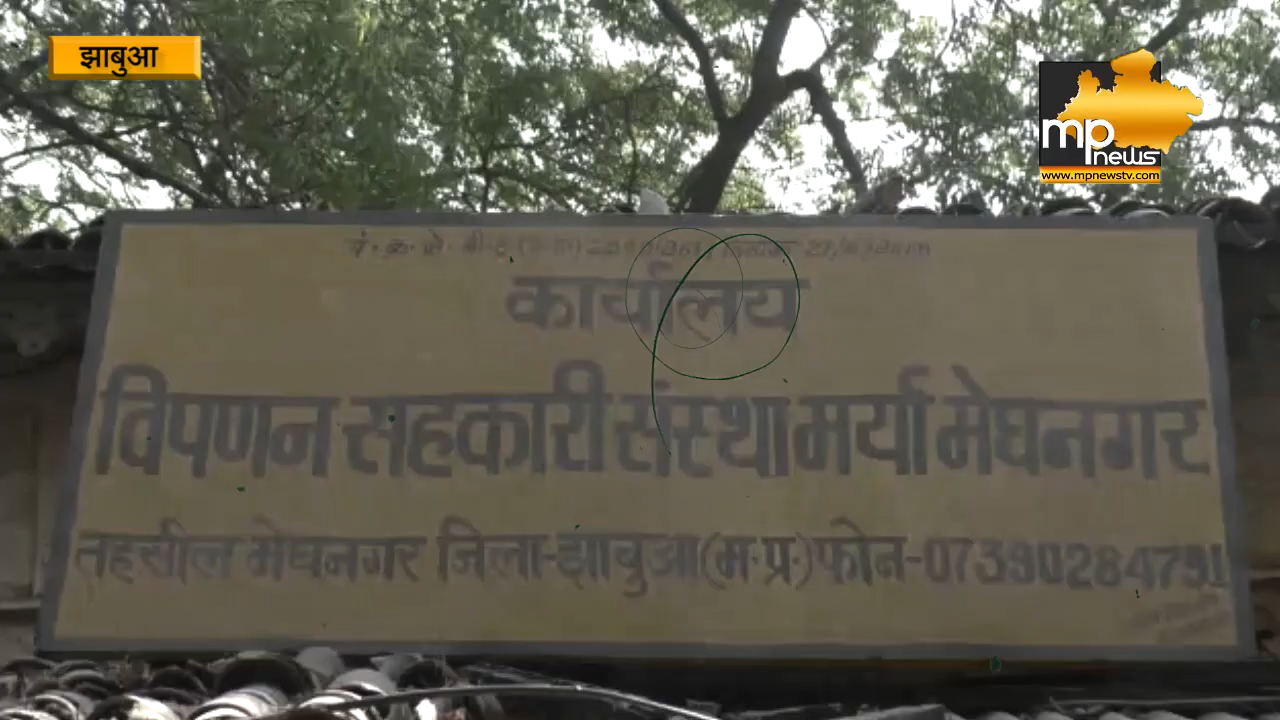 झाबुआ
mp news
www.mpnewstv.com
कार्यालय
विपणन सहकारी संस्था मर्या मेघनगर
तहसील मेघनगर जिला-झाबुआ(म.प्र.)फोन-07390284791